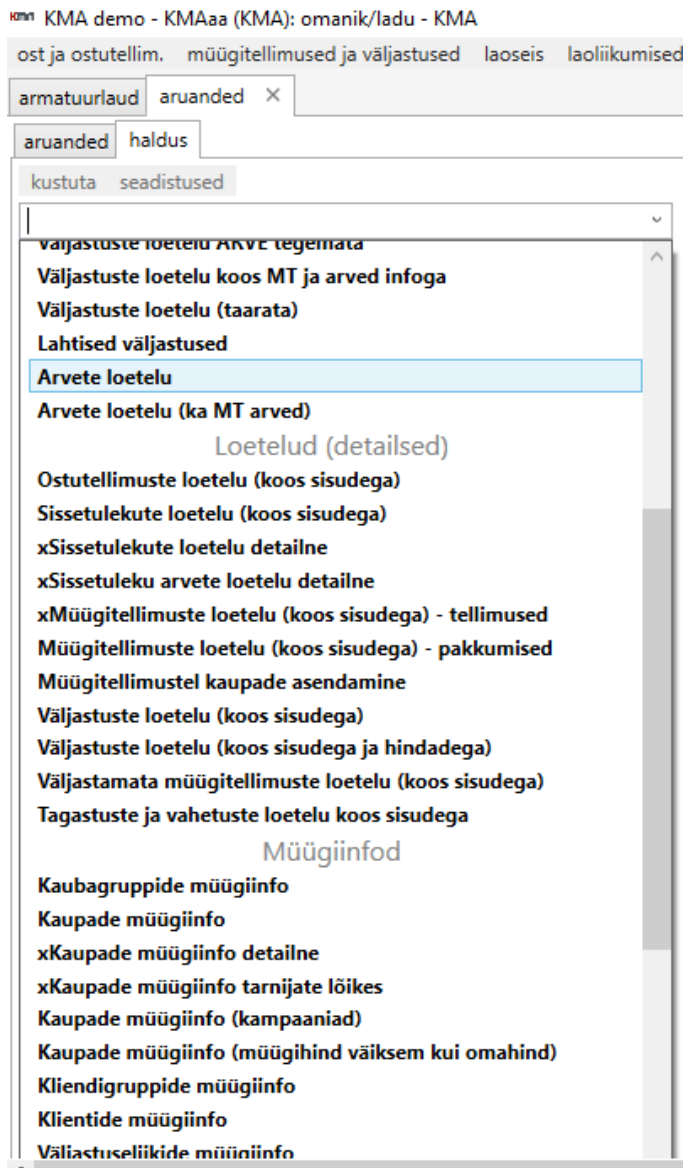 KMA demo - KMAaa (KMA): omanik/ladu - KMA
ost ja ostutellim. müügitellimused ja väljastused laoseis laoliikumised
armatuurlaud aruanded
aruanded haldus
kustuta seadistused
Väljastuste loetelu ARVE tegemata
Väljastuste loetelu koos MT ja arved infoga
Väljastuste loetelu (taarata)
Lahtised väljastused
Arvete loetelu
Arvete loetelu (ka MT arved)
Loetelud (detailsed)
Ostutellimuste loetelu (koos sisudega)
Sissetulekute loetelu (koos sisudega)
xSissetulekute loetelu detailne
xSissetuleku arvete loetelu detailne
xMüügitellimuste loetelu (koos sisudega) - tellimused
Müügitellimuste loetelu (koos sisudega) - pakkumised
Müügitellimustel kaupade asendamine
Väljastuste loetelu (koos sisudega)
Väljastuste loetelu (koos sisudega ja hindadega)
Väljastamata müügitellimuste loetelu (koos sisudega)
Tagastuste ja vahetuste loetelu koos sisudega
Müügiinfod
Kaubagruppide müügiinfo
Kaupade müügiinfo
xKaupade müügiinfo detailne
xKaupade müügiinfo tarnijate lõikes
Kaupade müügiinfo (kampaaniad)
Kaupade müügiinfo (müügihind väiksem kui omahind)
Kliendigruppide müügiinfo
Klientide müügiinfo
Väljastuseliikide müügiinfo